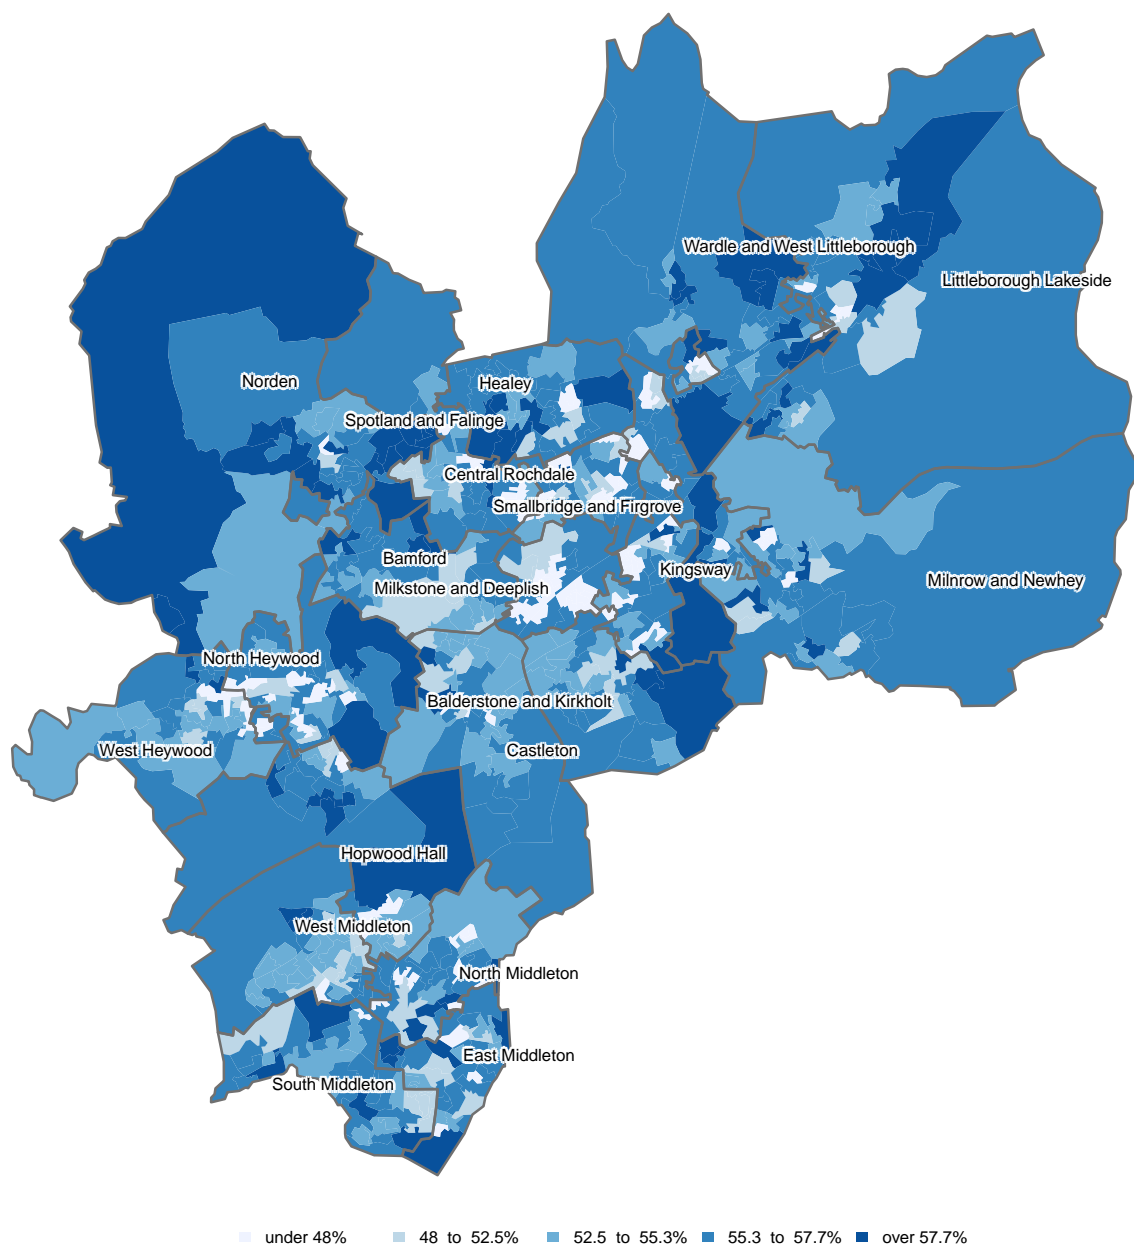 Wardle and West Littleborough
Littleborough Lakeside
Norden
Healey
Spotland and Falinge
Central Rochdale
Smallbridge and Firgrove
Bamford
Kingsway
Milkstone and Deeplish
Milnrow and Newhey
North Heywood
Balderstone and Kirkholt
West Heywood
Castleton
Hopwood Hall
West Middleton
North Middleton
East Middleton
South Middleton
under 48%
48 to 52.5%
52.5 to 55.3%
55.3 to 57.7%
over 57.7%